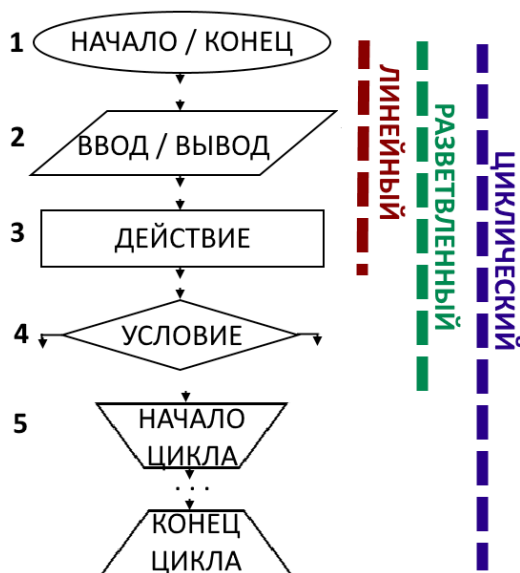 1
НАЧАЛО / КОНЕЦ
2
ВВОД / ВЫВОД
3
ДЕЙСТВИЕ
4
УСЛОВИЕ
5
НАЧАЛО
ЦИКЛА
. . .
КОНЕЦ
ЦИКЛА
ЛИНЕЙНЫЙ
РАЗВЕТВЛЕННЫЙ
ЦИКЛИЧЕСКИЙ